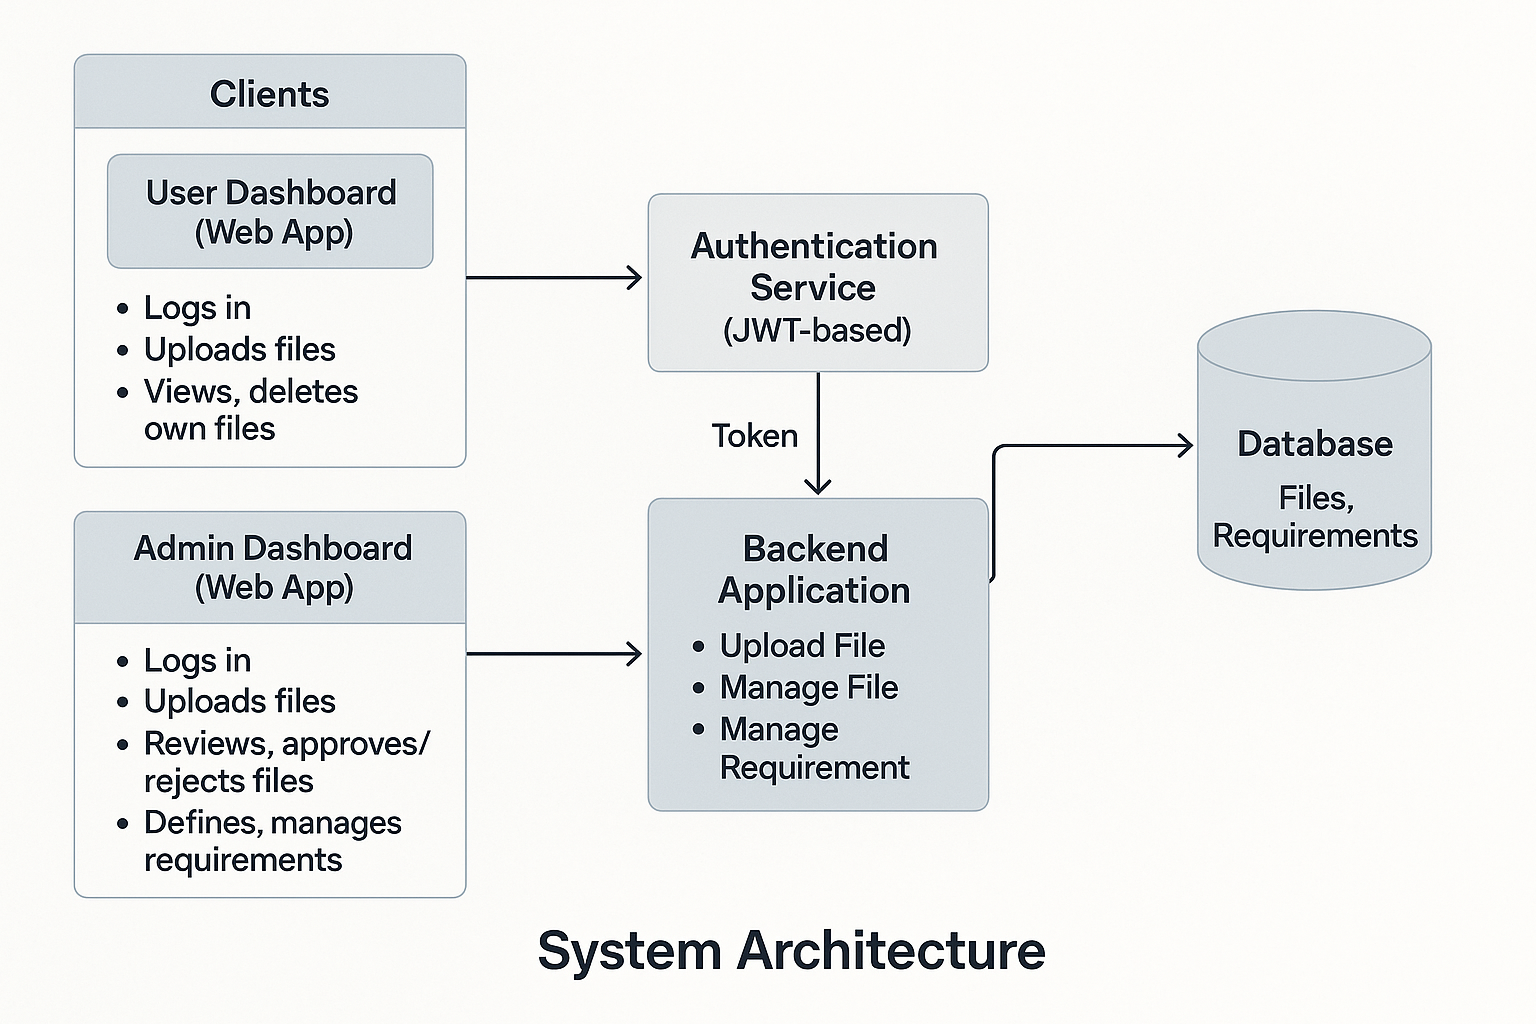 Clients
User Dashboard
(Web App)
• Logs in
• Uploads files
• Views, deletes
own files
Admin Dashboard
(Web App)
• Logs in
• Uploads files
• Reviews, approves/
rejects files
• Defines, manages
requirements
Authentication
Service
(JWT-based)
Token
Backend
Application
• Upload File
• Manage File
• Manage
Requirement
Database
Files,
Requirements
System Architecture